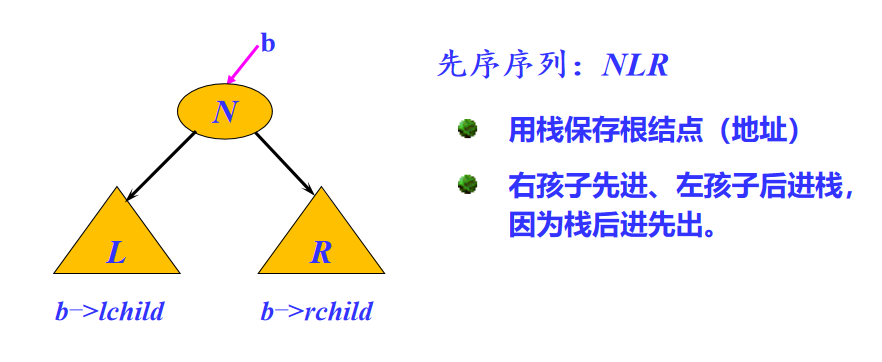 b
N
L
R
b->lchild
b->rchild
先序序列：NLR
用栈保存根结点（地址）
右孩子先进、左孩子后进栈，
因为栈后进先出。